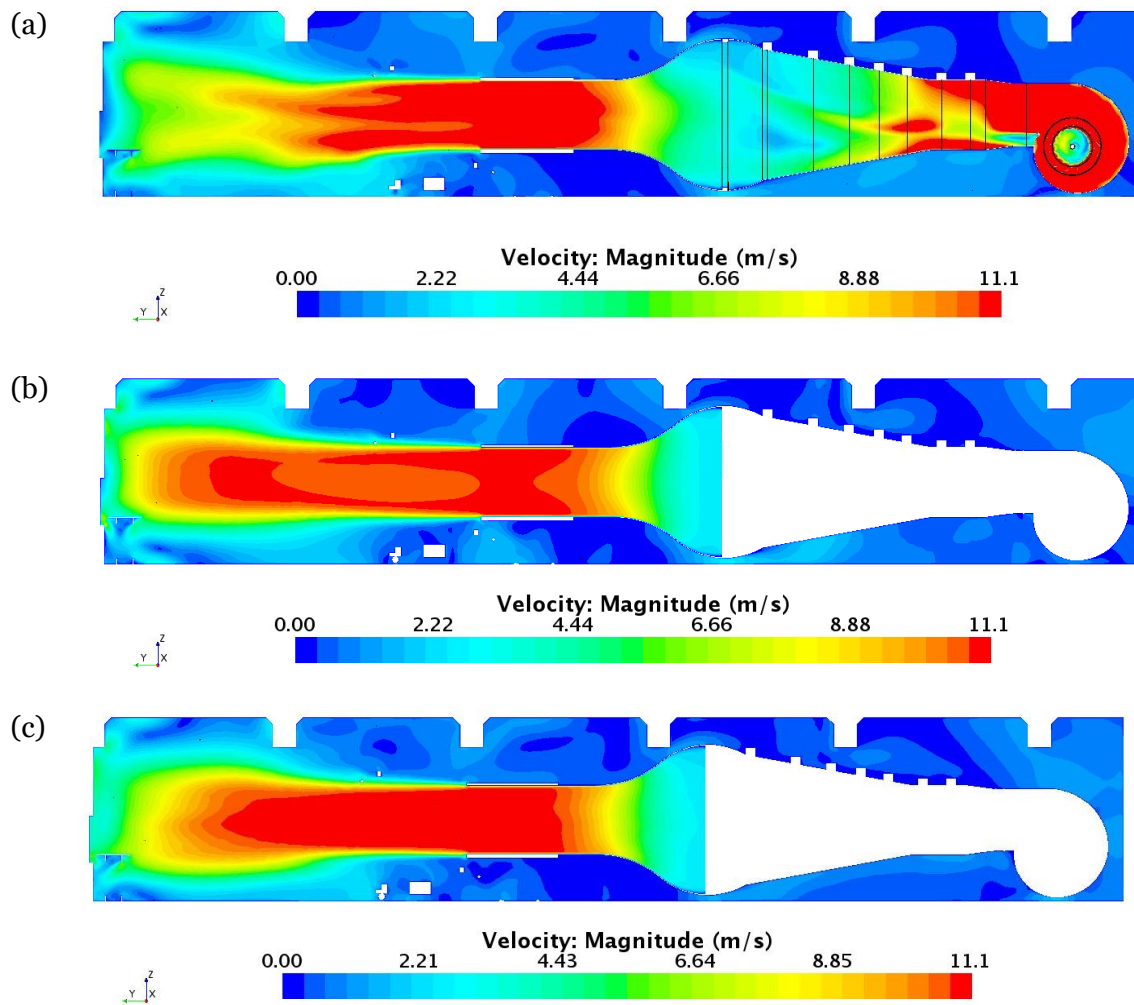 (a)
Velocity: Magnitude (m/s)
0.00 2.22 4.44 6.66 8.88 11.1
Z
Y X
(b)
Velocity: Magnitude (m/s)
0.00 2.22 4.44 6.66 8.88 11.1
Z
Y X
(c)
Velocity: Magnitude (m/s)
0.00 2.21 4.43 6.64 8.85 11.1
Z
Y X